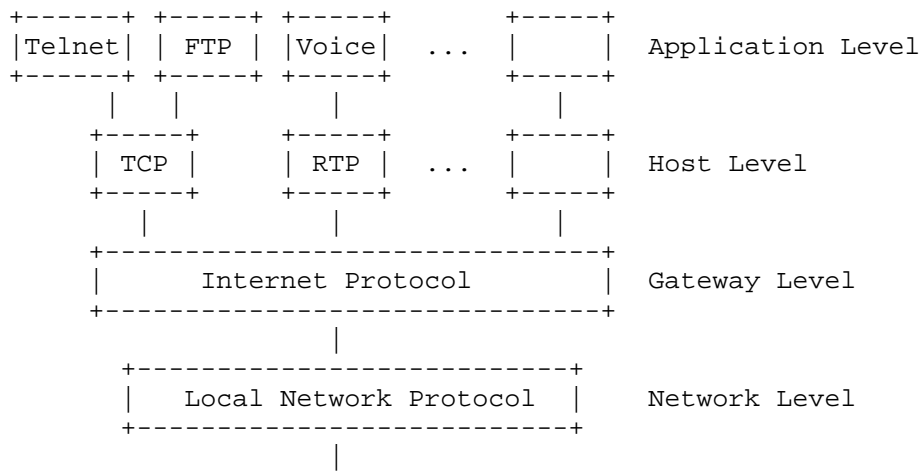 Telnet FTP Voice ... Application Level
TCP RTP ... Host Level
Internet Protocol Gateway Level
Local Network Protocol Network Level